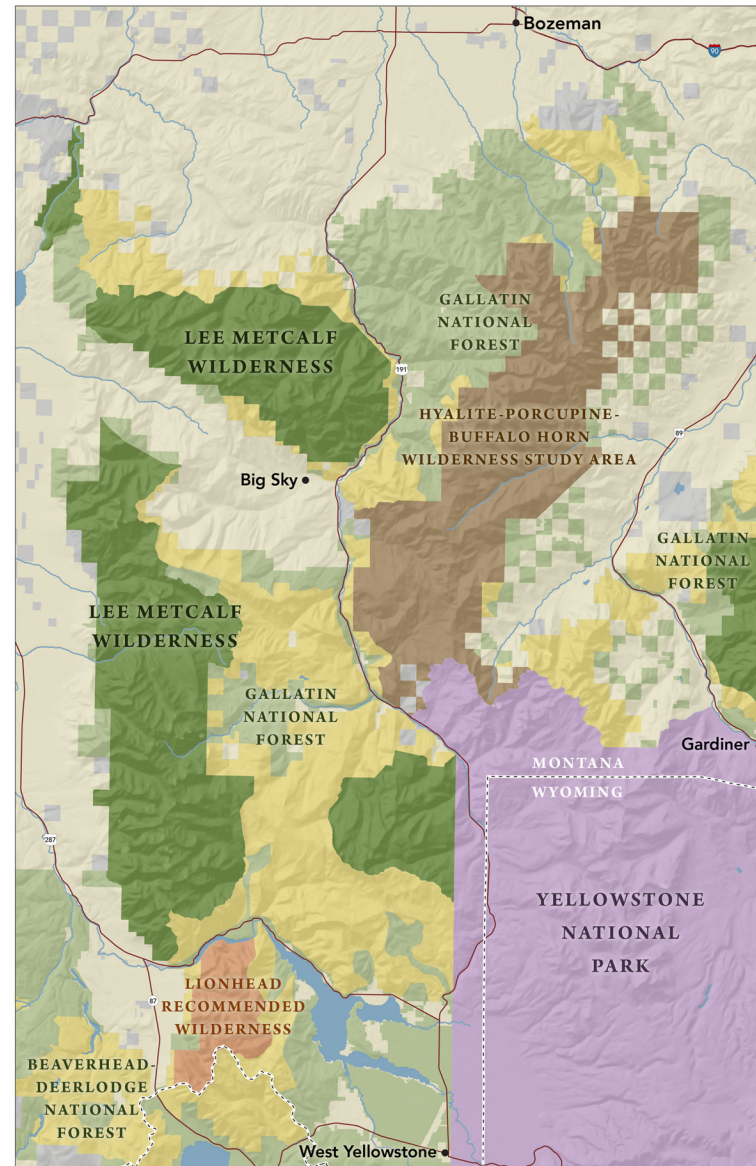 Bozeman
90
LEE METCALF
WILDERNESS
GALLATIN
NATIONAL
FOREST
191
HYALITE-PORCUPINE-
BUFFALO HORN
WILDERNESS STUDY AREA
89
Big Sky
GALLATIN
NATIONAL
FOREST
LEE METCALF
WILDERNESS
GALLATIN
NATIONAL
FOREST
Gardiner
MONTANA
WYOMING
287
YELLOWSTONE
NATIONAL
PARK
LIONHEAD
RECOMMENDED
WILDERNESS
87
BEAVERHEAD-
DEERLODGE
NATIONAL
FOREST
West Yellowstone